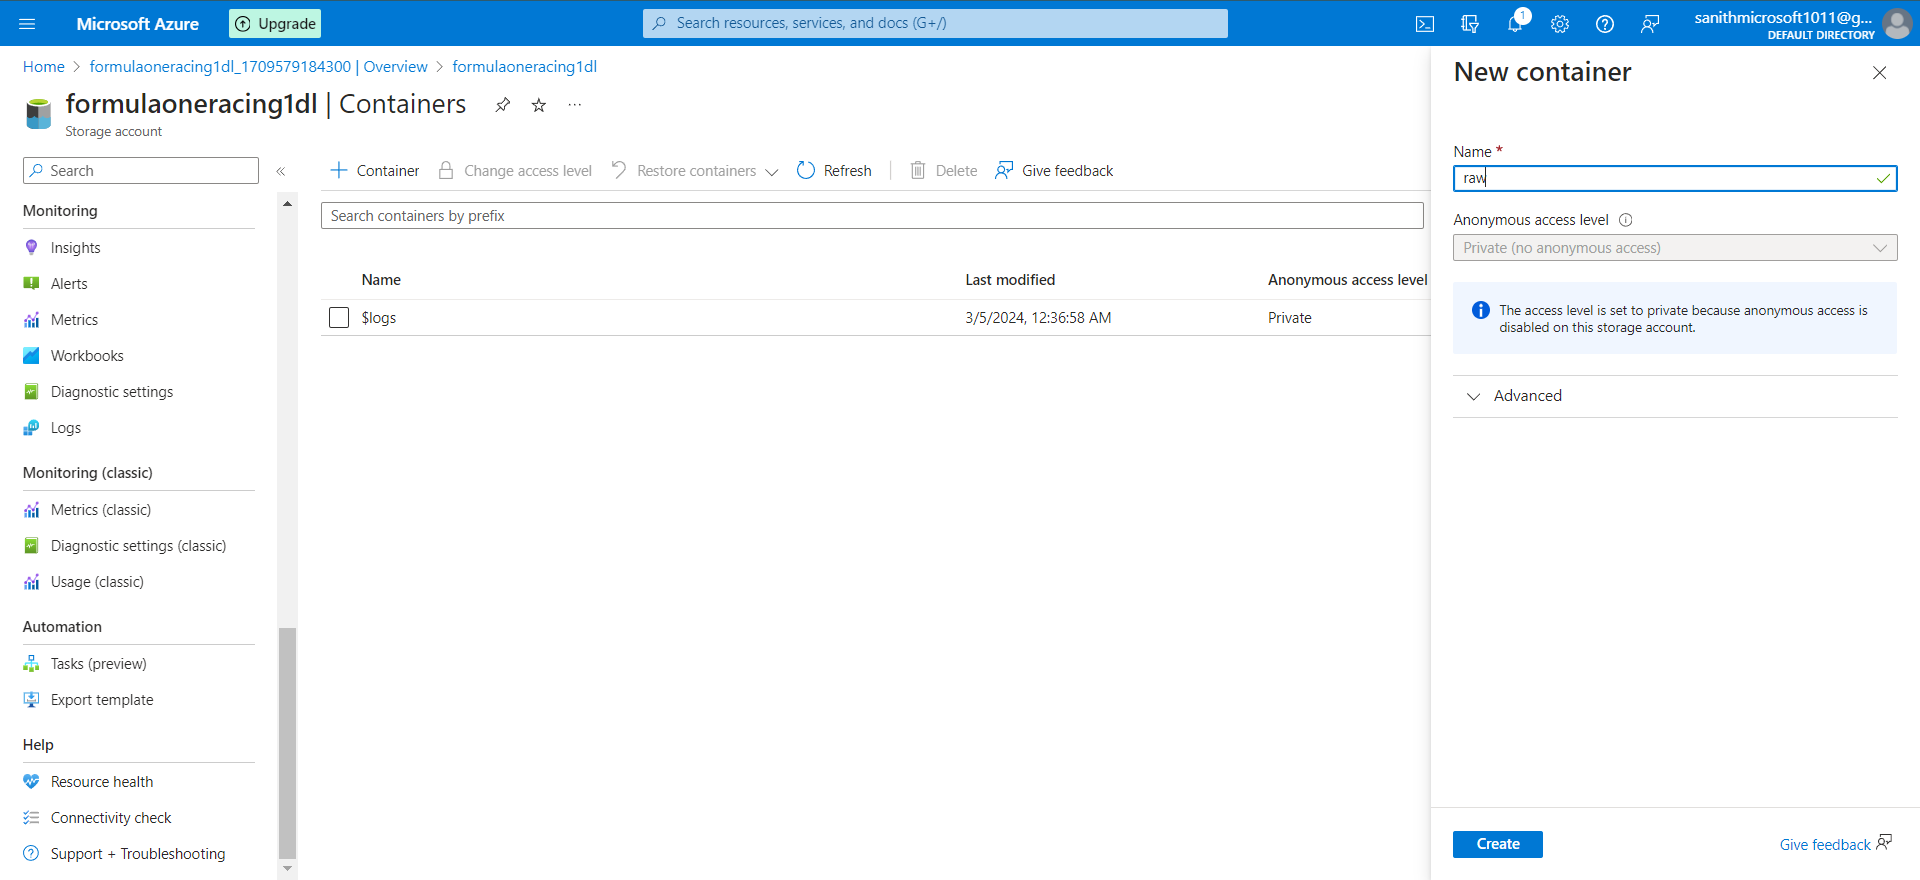 Microsoft Azure
Upgrade
Search resources, services, and docs (G+/)
1
sanithmicrosoft1011@g...
DEFAULT DIRECTORY
Home > formulaoneracing1dl_1709579184300 | Overview > formulaoneracing1dl
formulaoneracing1dl | Containers
Storage account
Search
Monitoring
Insights
Alerts
Metrics
Workbooks
Diagnostic settings
Logs
Monitoring (classic)
Metrics (classic)
Diagnostic settings (classic)
Usage (classic)
Automation
Tasks (preview)
Export template
Help
Resource health
Connectivity check
Support + Troubleshooting
Container
Change access level
Restore containers
Refresh
Delete
Give feedback
Search containers by prefix
Name Last modified Anonymous access level
$logs 3/5/2024, 12:36:58 AM Private
New container
Name *
raw
Anonymous access level
Private (no anonymous access)
The access level is set to private because anonymous access is
disabled on this storage account.
Advanced
Create
Give feedback